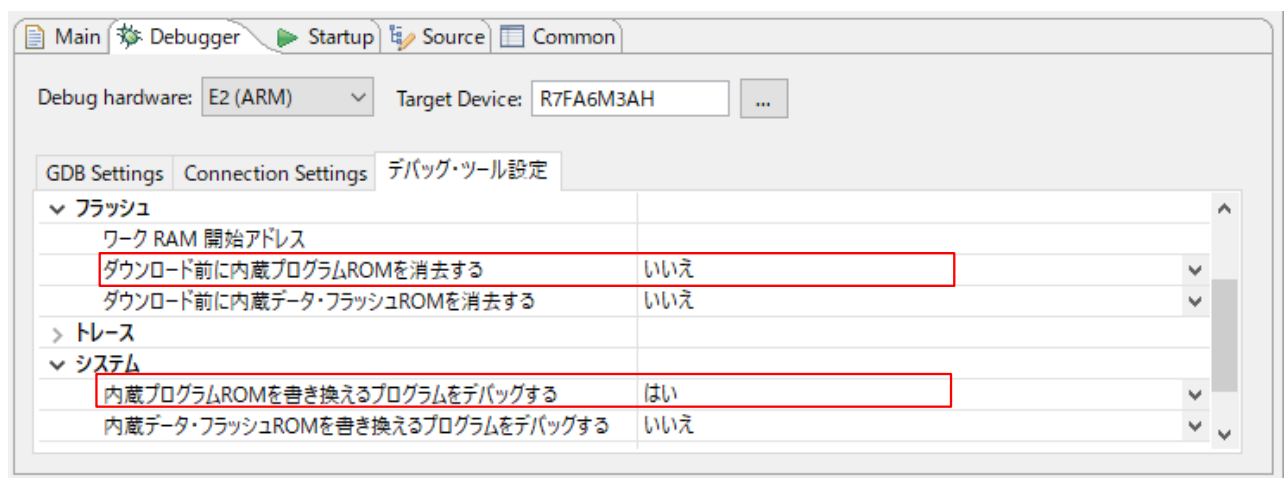 Main Debugger Startup Source Common
Debug hardware: E2 (ARM) Target Device: R7FA6M3AH ...
GDB Settings Connection Settings デバッグ・ツール設定
フラッシュ
ワーク RAM 開始アドレス
ダウンロード前に内蔵プログラムROMを消去する いいえ
ダウンロード前に内蔵データ・フラッシュROMを消去する いいえ
トレース
システム
内蔵プログラムROMを書き換えるプログラムをデバッグする はい
内蔵データ・フラッシュROMを書き換えるプログラムをデバッグする いいえ